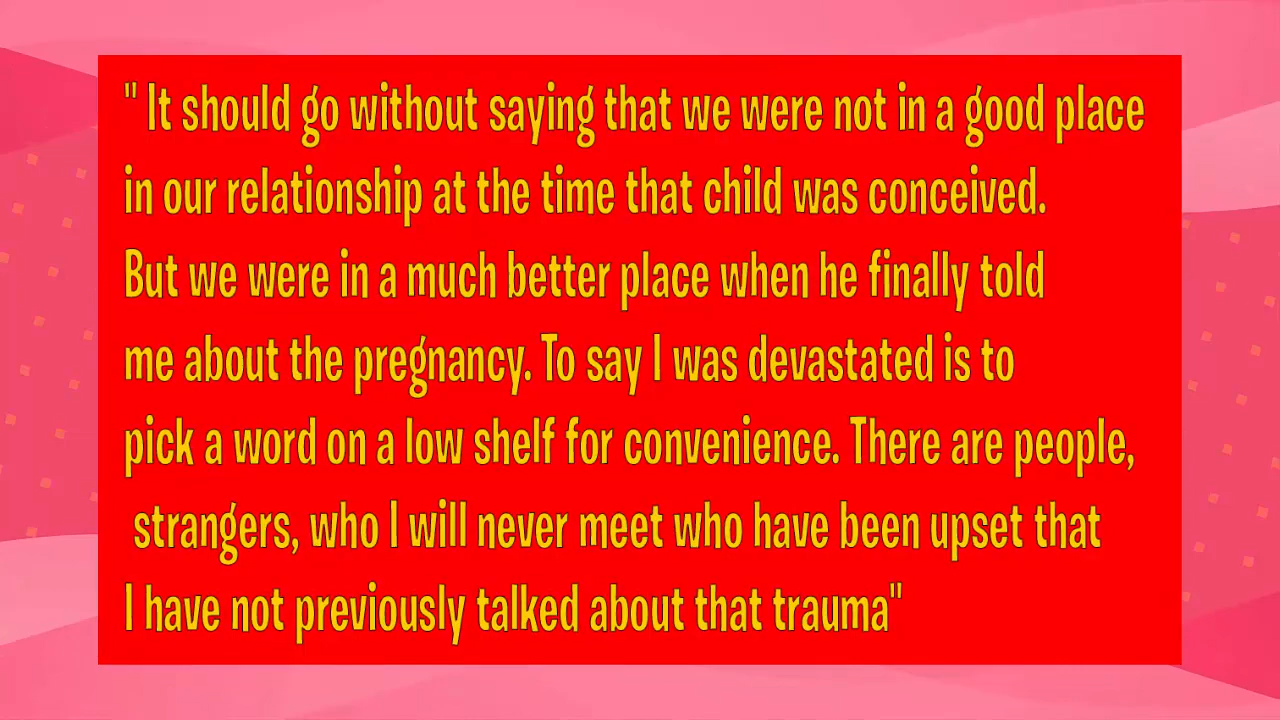 " It should go without saying that we were not in a good place
in our relationship at the time that child was conceived.
But we were in a much better place when he finally told
me about the pregnancy. To say I was devastated is to
pick a word on a low shelf for convenience. There are people,
strangers, who I will never meet who have been upset that
I have not previously talked about that trauma"